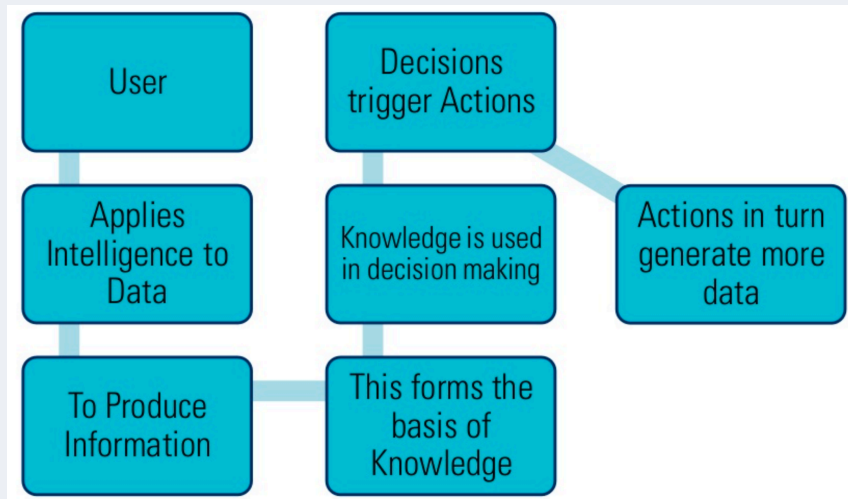 User
Applies
Intelligence to
Data
To Produce
Information
This forms the
basis of
Knowledge
Knowledge is used
in decision making
Decisions
trigger Actions
Actions in turn
generate more
data